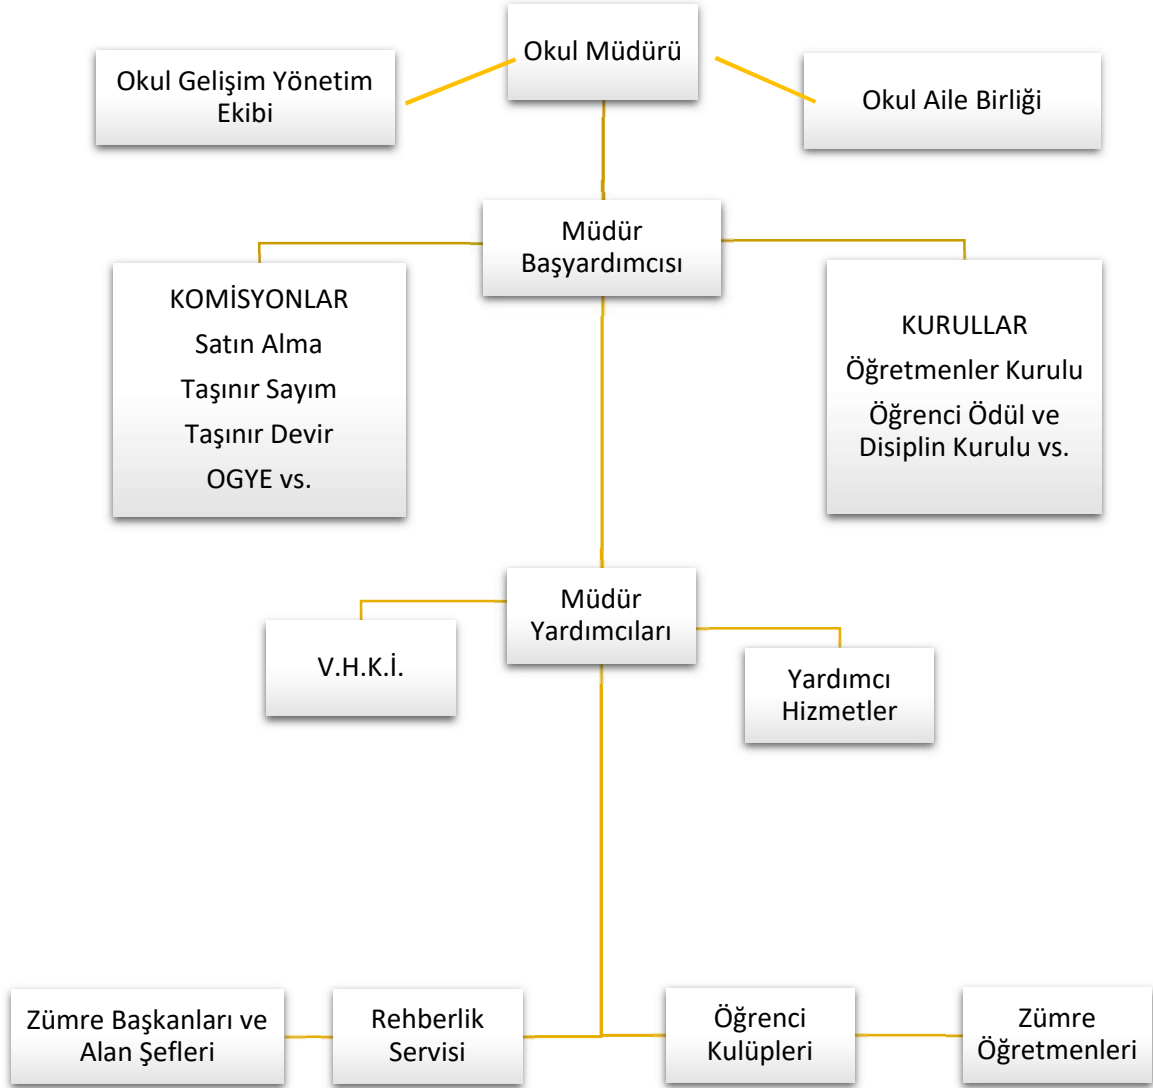 Okul Müdürü
Okul Gelişim Yönetim
Ekibi
Okul Aile Birliği
Müdür
Başyardımcısı
KOMİSYONLAR
Satın Alma
Taşınır Sayım
Taşınır Devir
OGYE vs.
KURULLAR
Öğretmenler Kurulu
Öğrenci Ödül ve
Disiplin Kurulu vs.
Müdür
Yardımcıları
V.H.K.İ.
Yardımcı
Hizmetler
Zümre Başkanları ve
Alan Şefleri
Rehberlik
Servisi
Öğrenci
Kulüpleri
Zümre
Öğretmenleri